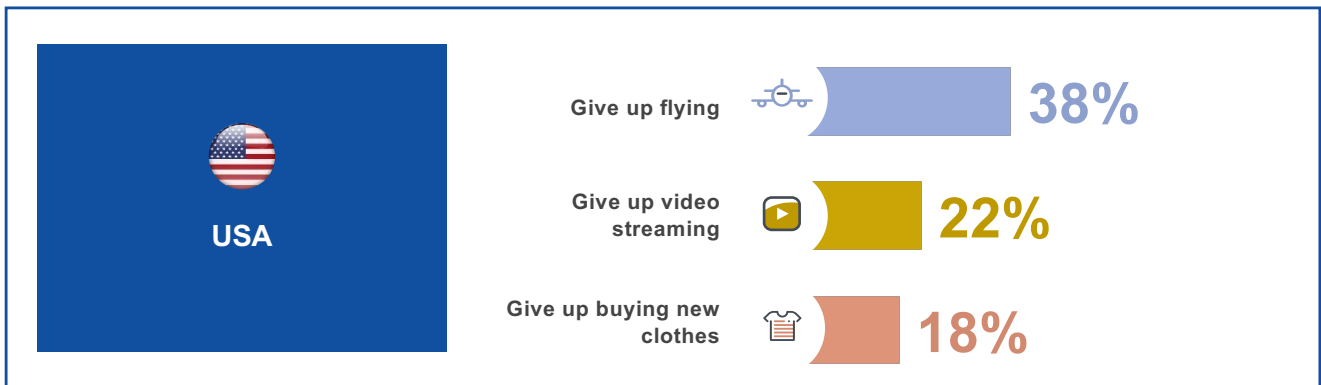 USA
Give up flying
38%
Give up video
streaming
22%
Give up buying new
clothes
18%